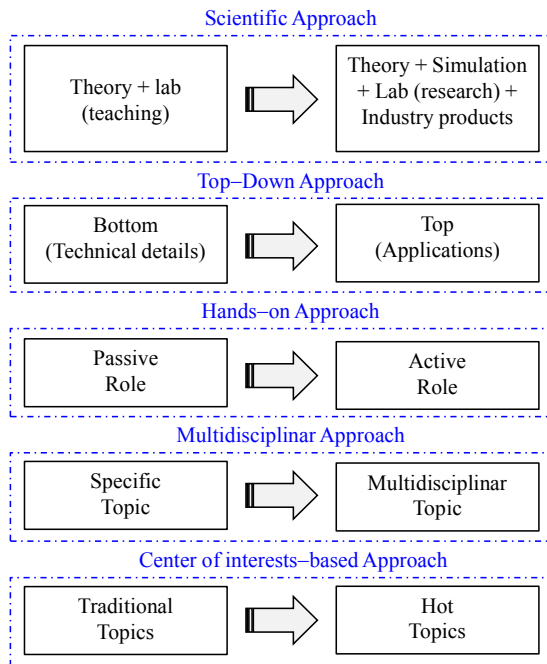 Scientific Approach
Theory + lab
(teaching)
Theory + Simulation
+ Lab (research) +
Industry products
Top–Down Approach
Bottom
(Technical details)
Top
(Applications)
Hands–on Approach
Passive
Role
Active
Role
Multidisciplinar Approach
Specific
Topic
Multidisciplinar
Topic
Center of interests–based Approach
Traditional
Topics
Hot
Topics